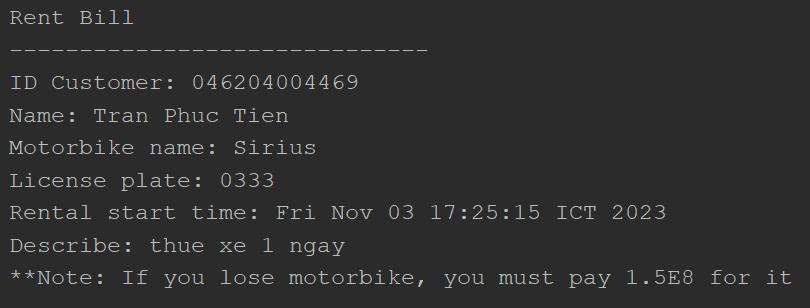 Rent Bill
------------------------------
ID Customer: 046204004469
Name: Tran Phuc Tien
Motorbike name: Sirius
License plate: 0333
Rental start time: Fri Nov 03 17:25:15 ICT 2023
Describe: thue xe 1 ngay
**Note: If you lose motorbike, you must pay 1.5E8 for it